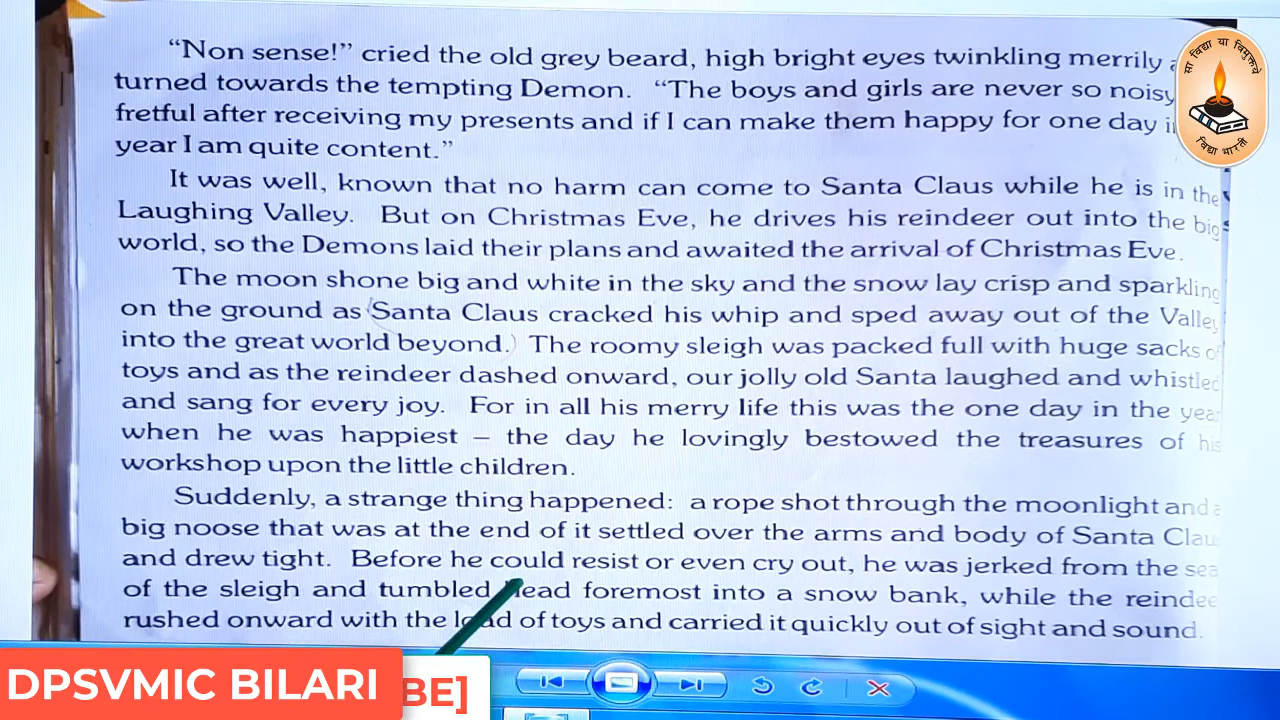 “Non sense!” cried the old grey beard, high bright eyes twinkling merrily
turned towards the tempting Demon. “The boys and girls are never so noisy
fretful after receiving my presents and if I can make them happy for one day
year I am quite content.”
It was well, known that no harm can come to Santa Claus while he is in the
Laughing Valley. But on Christmas Eve, he drives his reindeer out into the big
world, so the Demons laid their plans and awaited the arrival of Christmas Eve.
The moon shone big and white in the sky and the snow lay crisp and sparkling
on the ground as (Santa Claus cracked his whip and sped away out of the Valley
into the great world beyond.) The roomy sleigh was packed full with huge sacks of
toys and as the reindeer dashed onward, our jolly old Santa laughed and whistled
and sang for every joy. For in all his merry life this was the one day in the year
when he was happiest – the day he lovingly bestowed the treasures of his
workshop upon the little children.
Suddenly, a strange thing happened: a rope shot through the moonlight and a
big noose that was at the end of it settled over the arms and body of Santa Clau
and drew tight. Before he could resist or even cry out, he was jerked from the sea
of the sleigh and tumbled head foremost into a snow bank, while the reindee
rushed onward with the load of toys and carried it quickly out of sight and sound.
सा विद्या या विमुक्तये
विद्या भारती
DPSVMIC BILARI
BE]